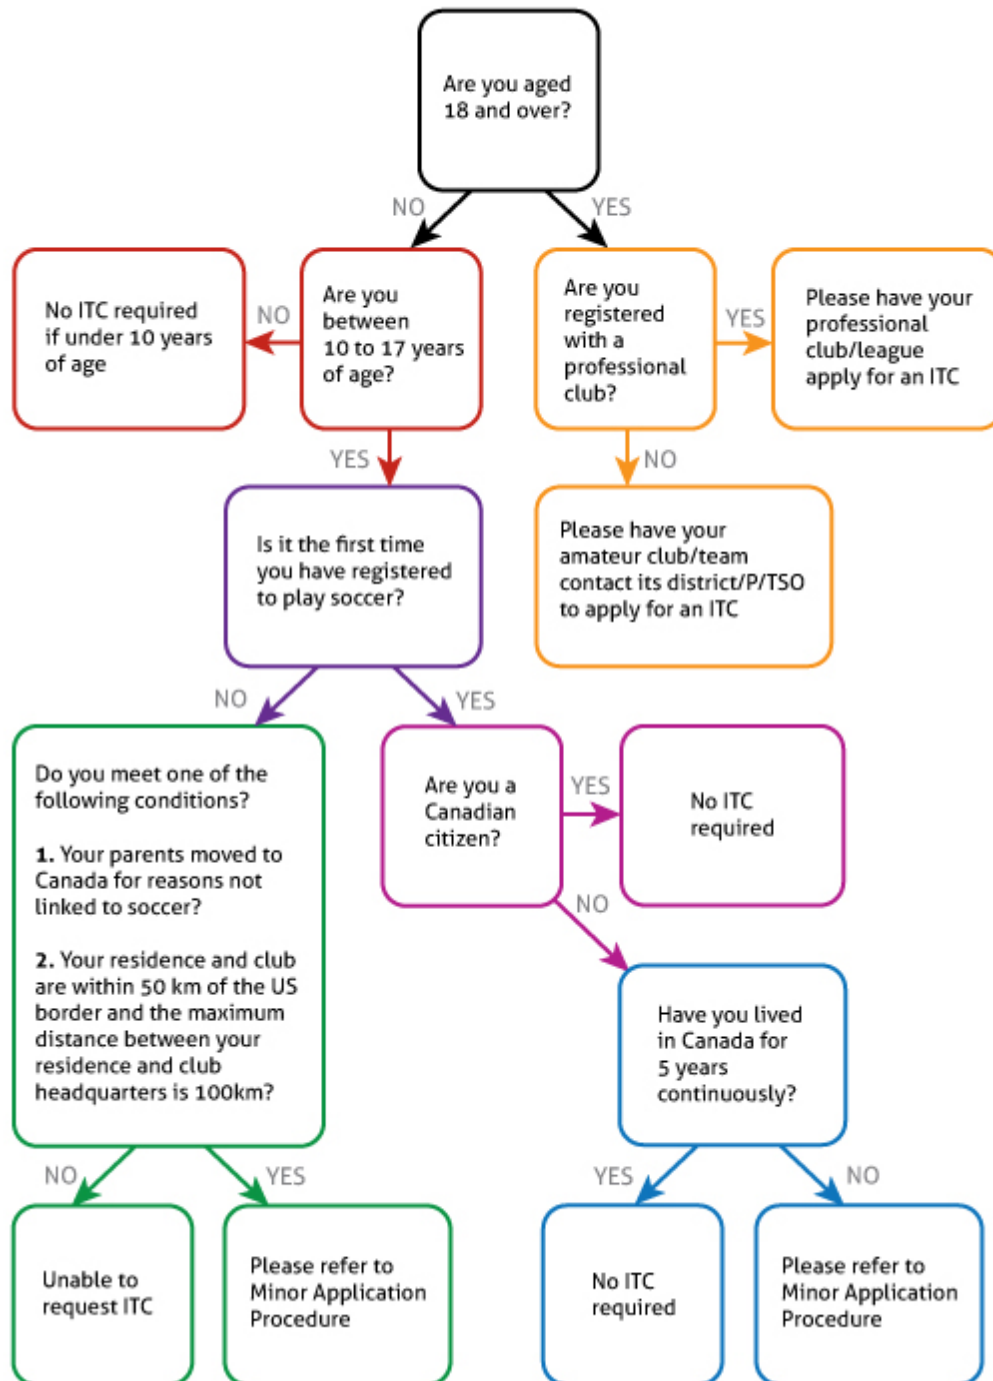 Are you aged
18 and over?
NO
YES
No ITC required
if under 10 years
of age
NO
Are you
between
10 to 17 years
of age?
Are you
registered
with a
professional
club?
YES
Please have your
professional
club/league
apply for an ITC
YES
NO
Is it the first time
you have registered
to play soccer?
Please have your
amateur club/team
contact its district/P/TSO
to apply for an ITC
NO
YES
Do you meet one of the
following conditions?
1. Your parents moved to
Canada for reasons not
linked to soccer?
2. Your residence and club
are within 50 km of the US
border and the maximum
distance between your
residence and club
headquarters is 100km?
Are you a
Canadian
citizen?
YES
No ITC
required
NO
Have you lived
in Canada for
5 years
continuously?
NO
YES
YES
NO
Unable to
request ITC
Please refer to
Minor Application
Procedure
No ITC
required
Please refer to
Minor Application
Procedure